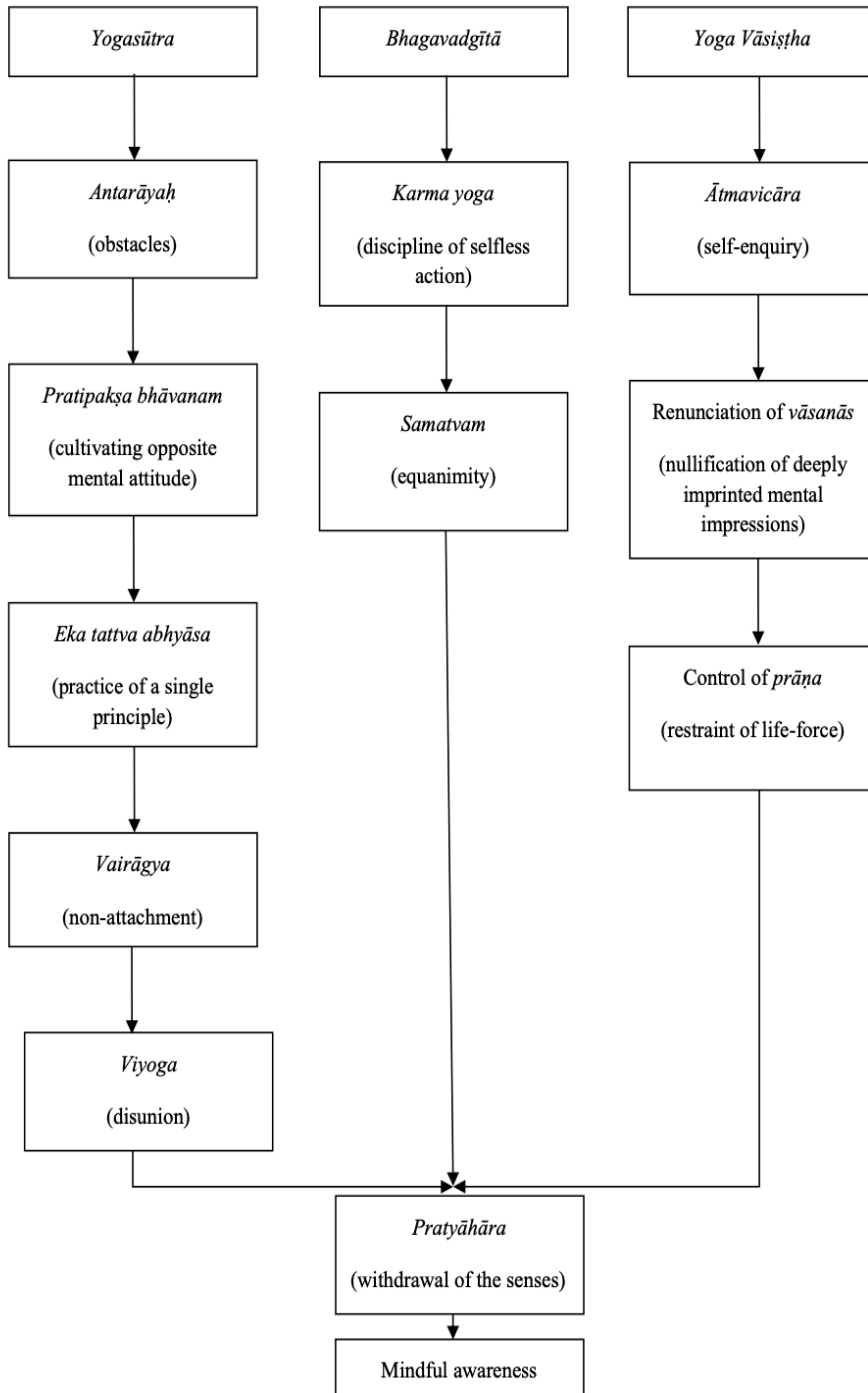 Yogasūtra
Antarāyaḥ
(obstacles)
Pratipakṣa bhāvanam
(cultivating opposite
mental attitude)
Eka tattva abhyāsa
(practice of a single
principle)
Vairāgya
(non-attachment)
Viyoga
(disunion)
Bhagavadgītā
Karma yoga
(discipline of selfless
action)
Samatvam
(equanimity)
Yoga Vāsiṣṭha
Ātmavicāra
(self-enquiry)
Renunciation of vāsanās
(nullification of deeply
imprinted mental
impressions)
Control of prāṇa
(restraint of life-force)
Pratyāhāra
(withdrawal of the senses)
Mindful awareness